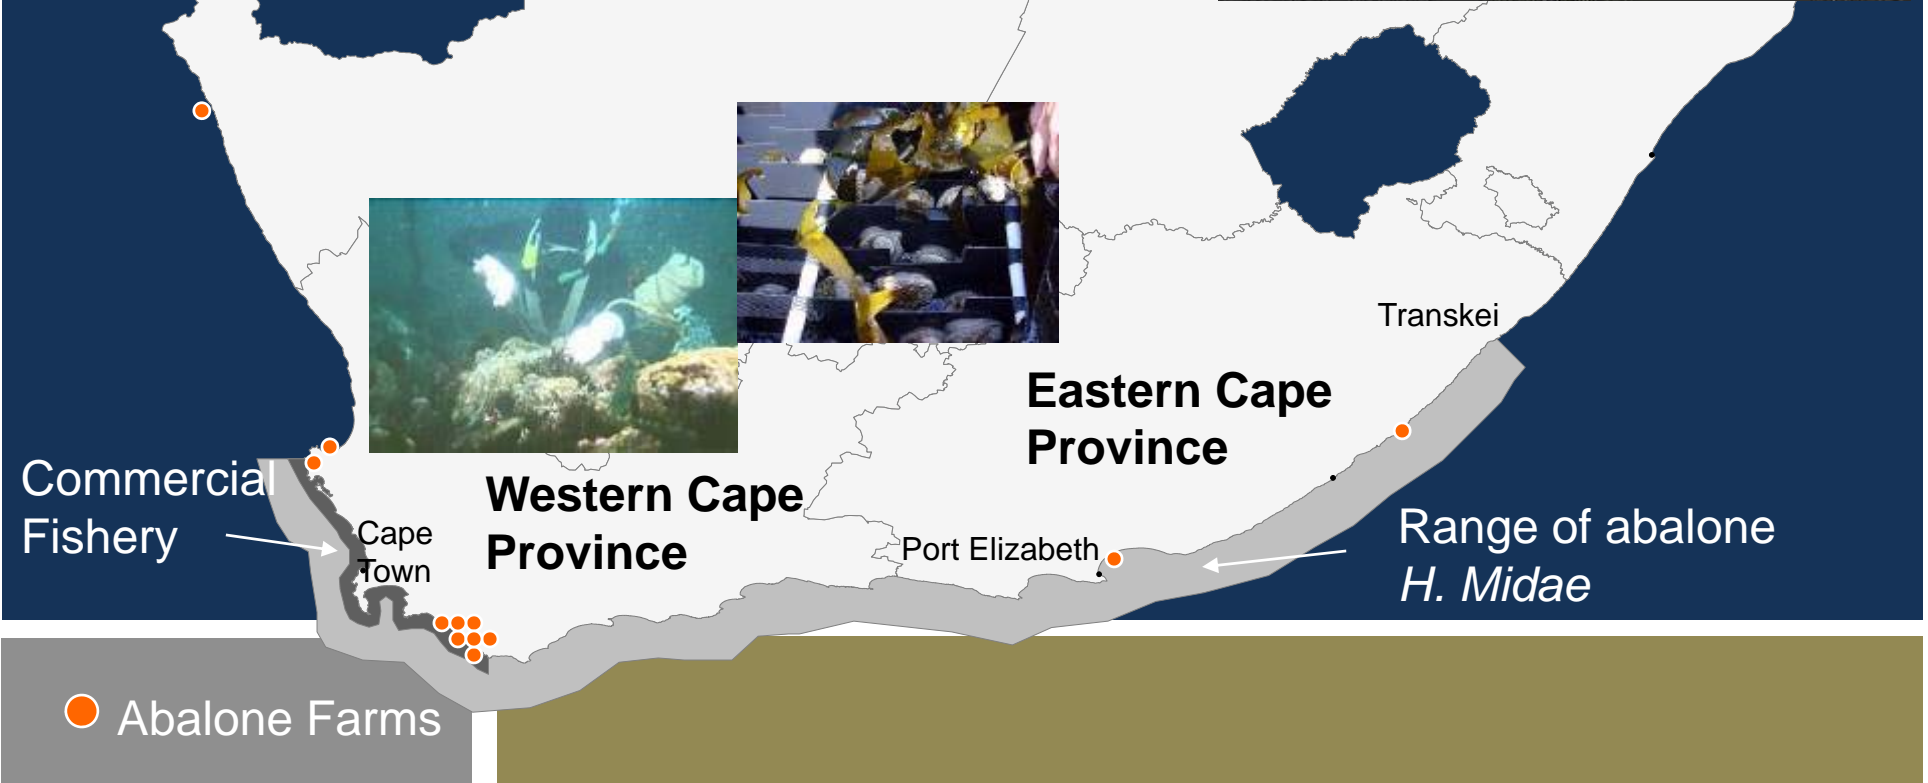 Transkei
Eastern Cape
Province
Commercial
Fishery
Western Cape
Province
Cape
Town
Port Elizabeth
Range of abalone
H. Midae
Abalone Farms